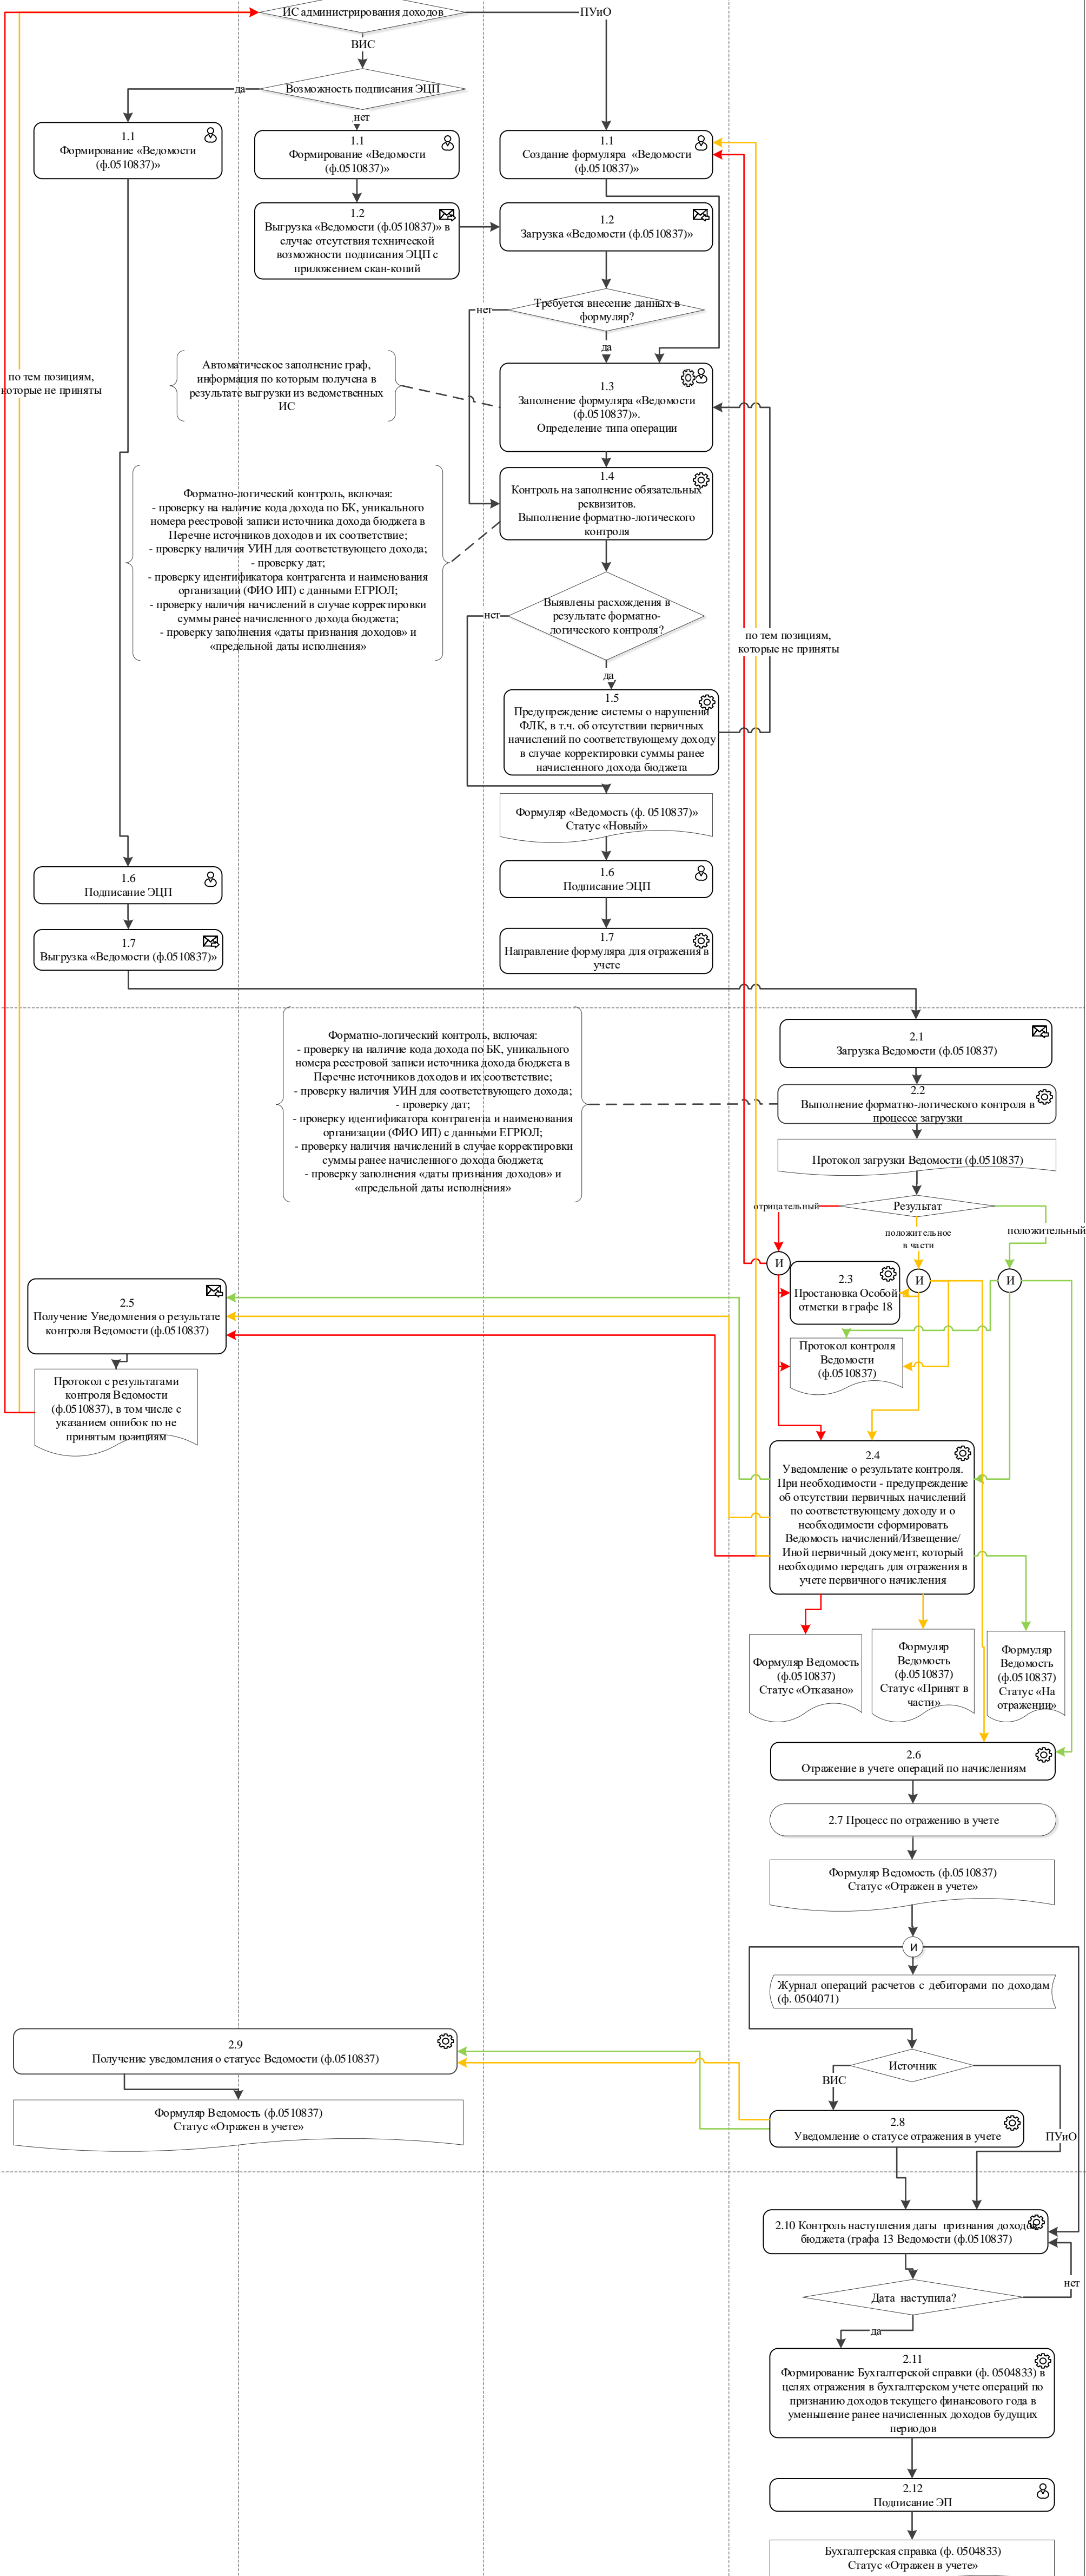 ИС администрирования доходов
ПУиО
ВИС
Возможность подписания ЭЦП
да
нет
1.1
Формирование «Ведомости
(ф.0510837)»
1.1
Формирование «Ведомости
(ф.0510837)»
1.1
Создание формуляра «Ведомости
(ф.0510837)»
1.2
Выгрузка «Ведомости (ф.0510837)» в
случае отсутствия технической
возможности подписания ЭЦП с
приложением скан-копий
1.2
Загрузка «Ведомости (ф.0510837)»
Требуется внесение данных в
формуляр?
нет
да
по тем позициям,
которые не приняты
Автоматическое заполнение граф,
информация по которым получена в
результате выгрузки из ведомственных
ИС
1.3
Заполнение формуляра «Ведомости
(ф.0510837)».
Определение типа операции
Форматно-логический контроль, включая:
- проверку на наличие кода дохода по БК, уникального
номера реестровой записи источника дохода бюджета в
Перечне источников доходов и их соответствие;
- проверку наличия УИН для соответствующего дохода;
- проверку дат;
- проверку идентификатора контрагента и наименования
организации (ФИО ИП) с данными ЕГРЮЛ;
- проверку наличия начислений в случае корректировки
суммы ранее начисленного дохода бюджета;
- проверку заполнения «даты признания доходов» и
«предельной даты исполнения»
1.4
Контроль на заполнение обязательных
реквизитов.
Выполнение форматно-логического
контроля
Выявлены расхождения в
результате форматно-
логического контроля?
нет
да
по тем позициям,
которые не приняты
1.5
Предупреждение системы о нарушении
ФЛК, в т.ч. об отсутствии первичных
начислений по соответствующему доходу
в случае корректировки суммы ранее
начисленного дохода бюджета
Формуляр «Ведомость (ф. 0510837)»
Статус «Новый»
1.6
Подписание ЭЦП
1.6
Подписание ЭЦП
1.7
Выгрузка «Ведомости (ф.0510837)»
1.7
Направление формуляра для отражения в
учете
Форматно-логический контроль, включая:
- проверку на наличие кода дохода по БК, уникального
номера реестровой записи источника дохода бюджета в
Перечне источников доходов и их соответствие;
- проверку наличия УИН для соответствующего дохода;
- проверку дат;
- проверку идентификатора контрагента и наименования
организации (ФИО ИП) с данными ЕГРЮЛ;
- проверку наличия начислений в случае корректировки
суммы ранее начисленного дохода бюджета;
- проверку заполнения «даты признания доходов» и
«предельной даты исполнения»
2.1
Загрузка Ведомости (ф.0510837)
2.2
Выполнение форматно-логического контроля в
процессе загрузки
Протокол загрузки Ведомости (ф.0510837)
Результат
отрицательный
положительное
в части
положительный
И
И
И
2.3
Простановка Особой
отметки в графе 18
Протокол контроля
Ведомости
(ф.0510837)
2.5
Получение Уведомления о результате
контроля Ведомости (ф.0510837)
Протокол с результатами
контроля Ведомости
(ф.0510837), в том числе с
указанием ошибок по не
принятым позициям
2.4
Уведомление о результате контроля.
При необходимости - предупреждение
об отсутствии первичных начислений
по соответствующему доходу и о
необходимости сформировать
Ведомость начислений/Извещение/
Иной первичный документ, который
необходимо передать для отражения в
учете первичного начисления
Формуляр Ведомость
(ф.0510837)
Статус «Отказано»
Формуляр
Ведомость
(ф.0510837)
Статус «Принят в
части»
Формуляр
Ведомость
(ф.0510837)
Статус «На
отражении»
2.6
Отражение в учете операций по начислениям
2.7 Процесс по отражению в учете
Формуляр Ведомость (ф.0510837)
Статус «Отражен в учете»
И
Журнал операций расчетов с дебиторами по доходам
(ф. 0504071)
Источник
ВИС
ПУиО
2.9
Получение уведомления о статусе Ведомости (ф.0510837)
Формуляр Ведомость (ф.0510837)
Статус «Отражен в учете»
2.8
Уведомление о статусе отражения в учете
2.10 Контроль наступления даты признания доходов
бюджета (графа 13 Ведомости (ф.0510837)
Дата наступила?
нет
да
2.11
Формирование Бухгалтерской справки (ф. 0504833) в
целях отражения в бухгалтерском учете операций по
признанию доходов текущего финансового года в
уменьшение ранее начисленных доходов будущих
периодов
2.12
Подписание ЭП
Бухгалтерская справка (ф. 0504833)
Статус «Отражен в учете»